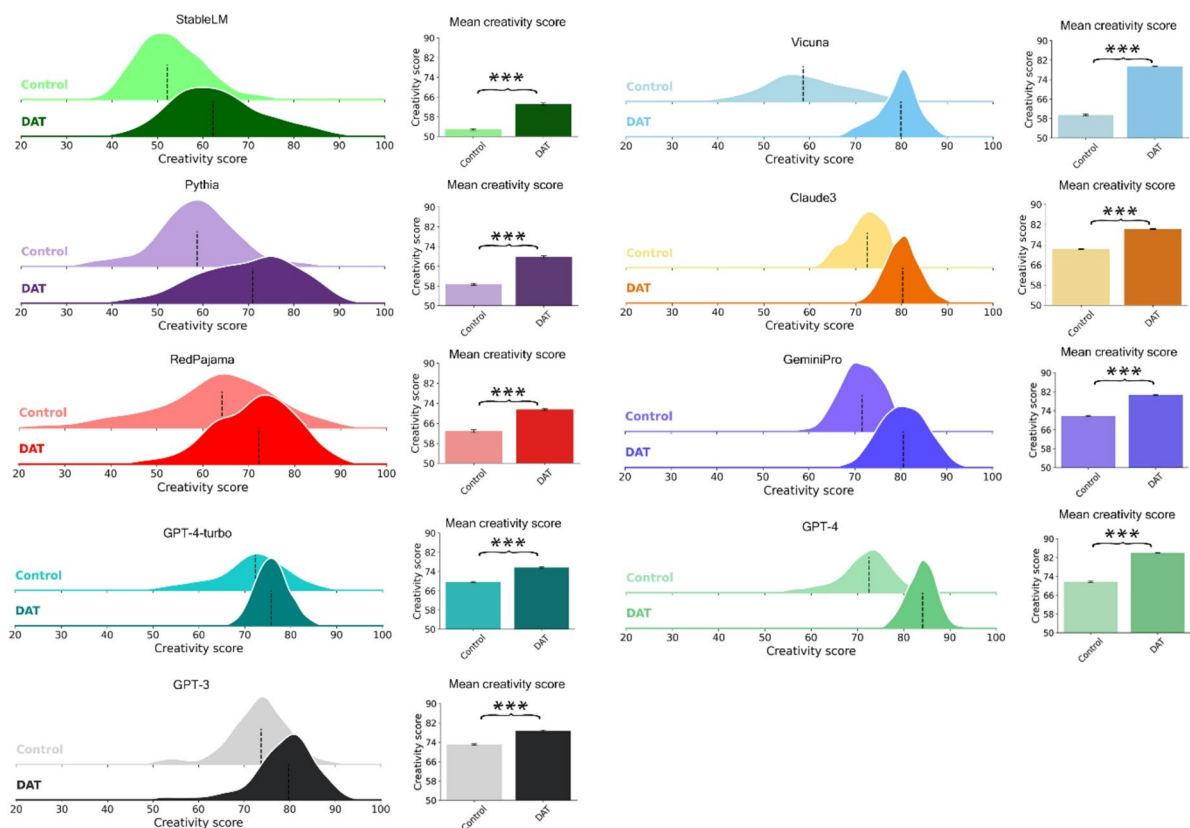 StableLM
Control
DAT
20 30 40 50 60 70 80 90 100
Creativity score
Mean creativity score
Creativity score
90
82
74
66
58
50
***
Control DAT
Vicuna
Control
DAT
20 30 40 50 60 70 80 90 100
Creativity score
Mean creativity score
Creativity score
90
82
74
66
58
50
***
Control DAT
Pythia
Control
DAT
20 30 40 50 60 70 80 90 100
Creativity score
Mean creativity score
Creativity score
90
82
74
66
58
50
***
Control DAT
Claude3
Control
DAT
20 30 40 50 60 70 80 90 100
Creativity score
Mean creativity score
Creativity score
90
82
74
66
58
50
***
Control DAT
RedPajama
Control
DAT
20 30 40 50 60 70 80 90 100
Creativity score
Mean creativity score
Creativity score
90
82
74
66
58
50
***
Control DAT
GeminiPro
Control
DAT
20 30 40 50 60 70 80 90 100
Creativity score
Mean creativity score
Creativity score
90
82
74
66
58
50
***
Control DAT
GPT-4-turbo
Control
DAT
20 30 40 50 60 70 80 90 100
Creativity score
Mean creativity score
Creativity score
90
82
74
66
58
50
***
Control DAT
GPT-4
Control
DAT
20 30 40 50 60 70 80 90 100
Creativity score
Mean creativity score
Creativity score
90
82
74
66
58
50
***
Control DAT
GPT-3
Control
DAT
20 30 40 50 60 70 80 90 100
Creativity score
Mean creativity score
Creativity score
90
82
74
66
58
50
***
Control DAT